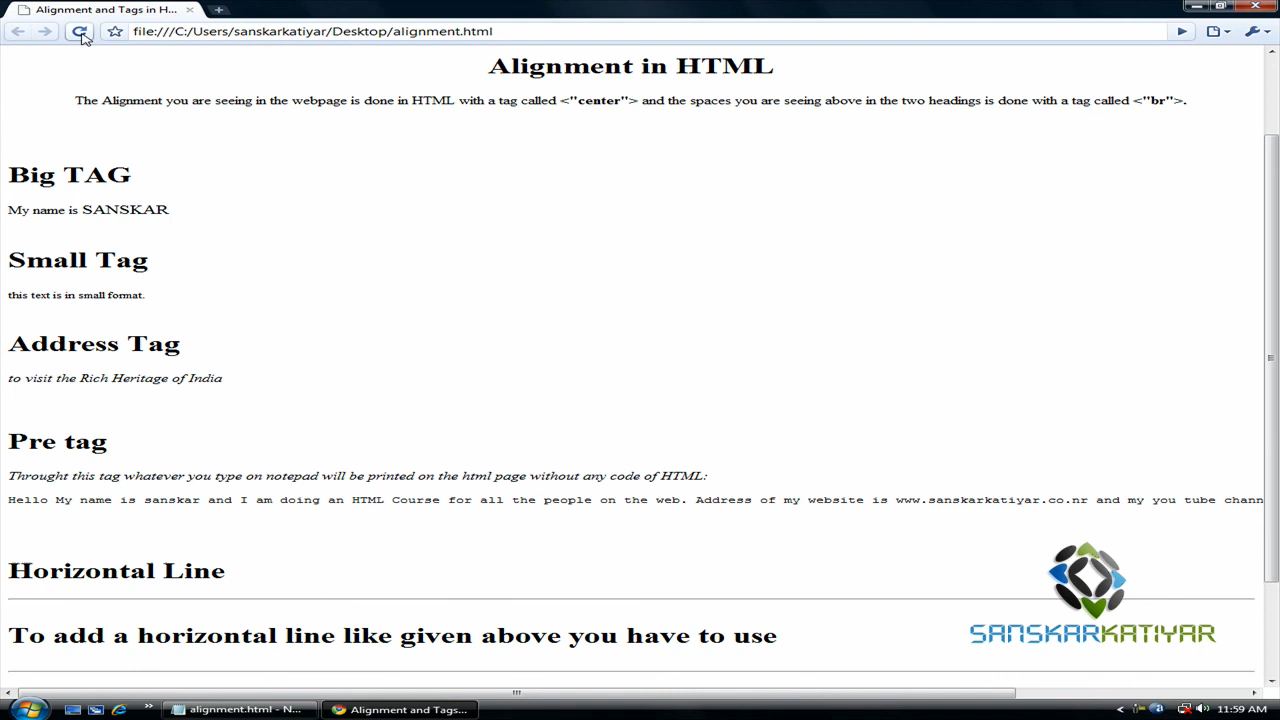 Alignment and Tags in H...
file:///C:/Users/sanskarkatiyar/Desktop/alignment.html
Alignment in HTML
The Alignment you are seeing in the webpage is done in HTML with a tag called <"center"> and the spaces you are seeing above in the two headings is done with a tag called <"br">.
Big TAG
My name is SANSKAR
Small Tag
this text is in small format.
Address Tag
to visit the Rich Heritage of India
Pre tag
Throught this tag whatever you type on notepad will be printed on the html page without any code of HTML:
Hello My name is sanskar and I am doing an HTML Course for all the people on the web. Address of my website is www.sanskarkatiyar.co.nr and my you tube chann
Horizontal Line
To add a horizontal line like given above you have to use
SANSKARKATIYAR
alignment.html - N...
Alignment and Tags...
11:59 AM